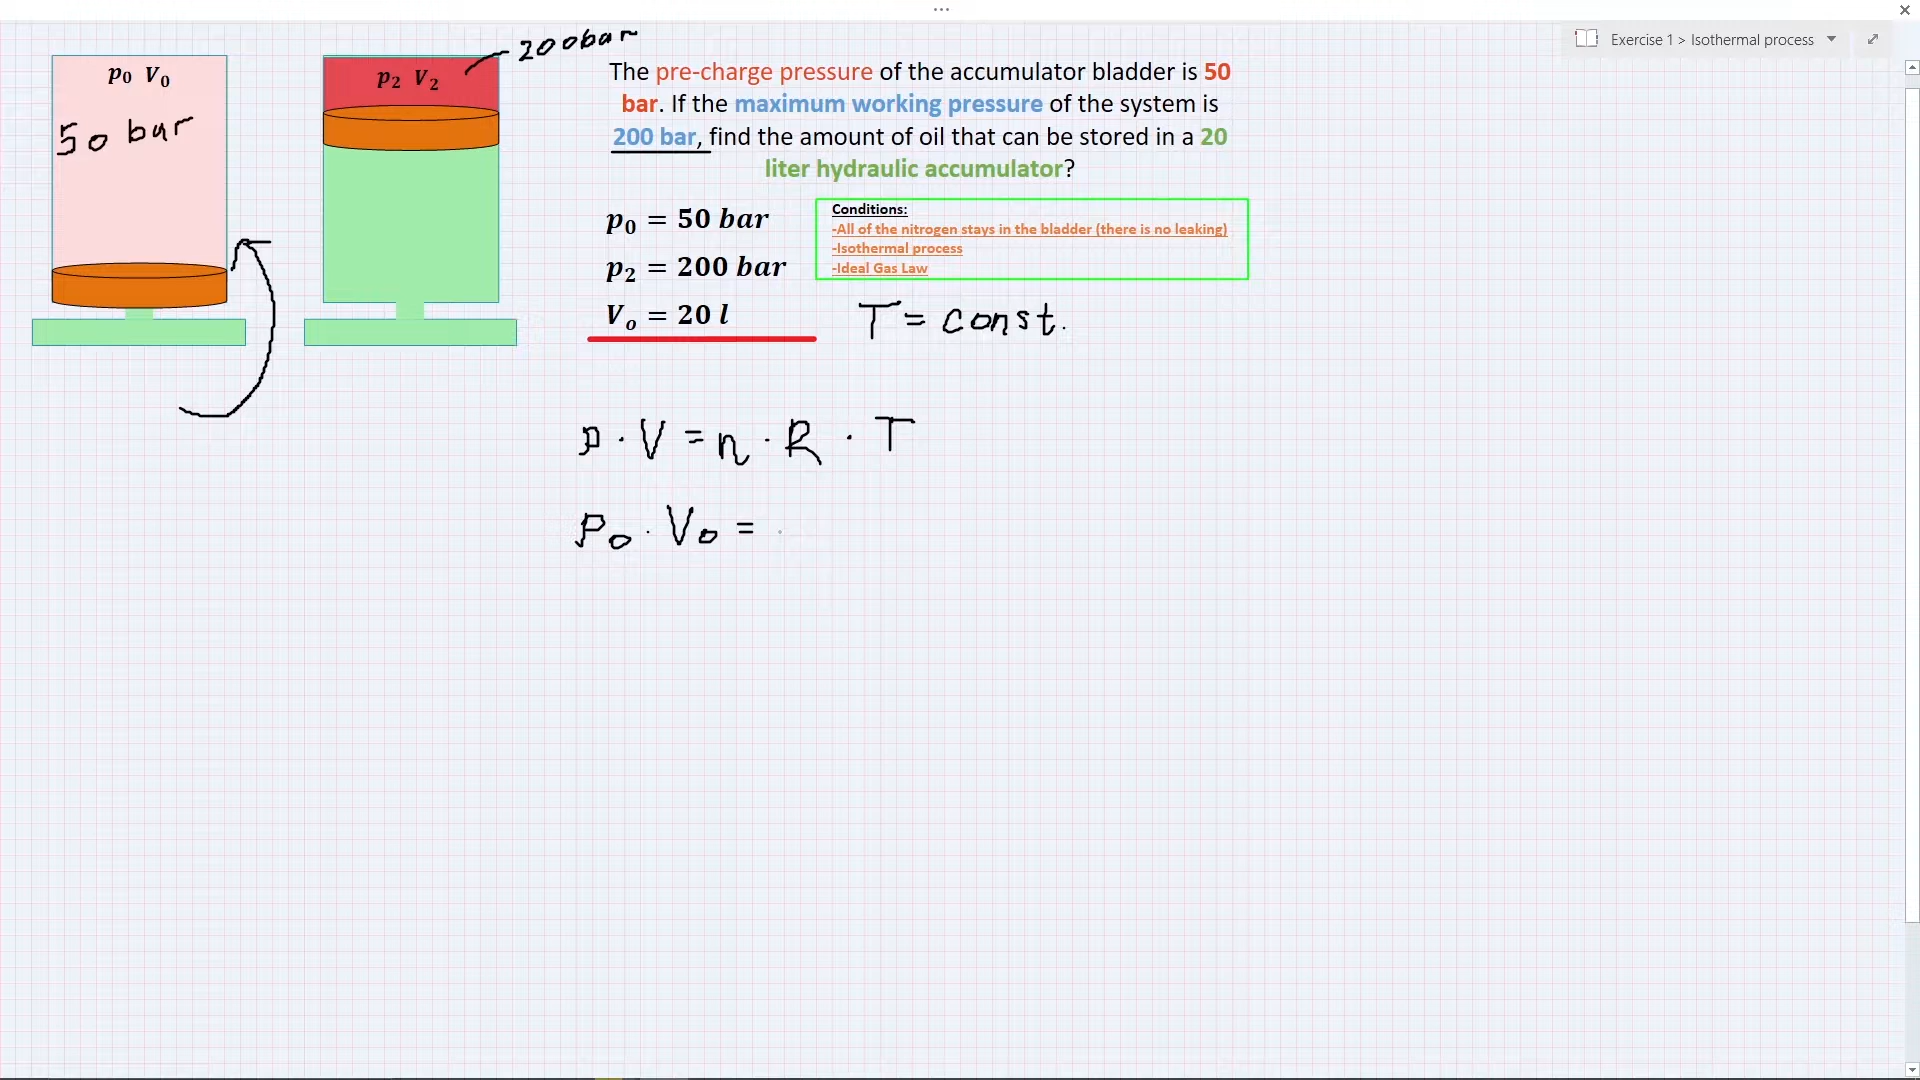 ...
Exercise 1 > Isothermal process
p₀ V₀
50 bar
p₂ V₂
200bar
The pre-charge pressure of the accumulator bladder is 50
bar. If the maximum working pressure of the system is
200 bar, find the amount of oil that can be stored in a 20
liter hydraulic accumulator?
p₀ = 50 bar
p₂ = 200 bar
Vₒ = 20 l
Conditions:
-All of the nitrogen stays in the bladder (there is no leaking)
-Isothermal process
-Ideal Gas Law
T = const.
p · V = n · R · T
P₀ · V₀ =